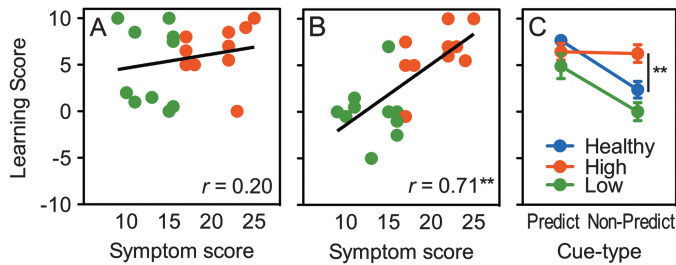 A
B
C
Learning Score
10
5
0
-5
-10
r = 0.20
r = 0.71**
**
Healthy
High
Low
10 15 20 25
10 15 20 25
Predict Non-Predict
Symptom score
Symptom score
Cue-type